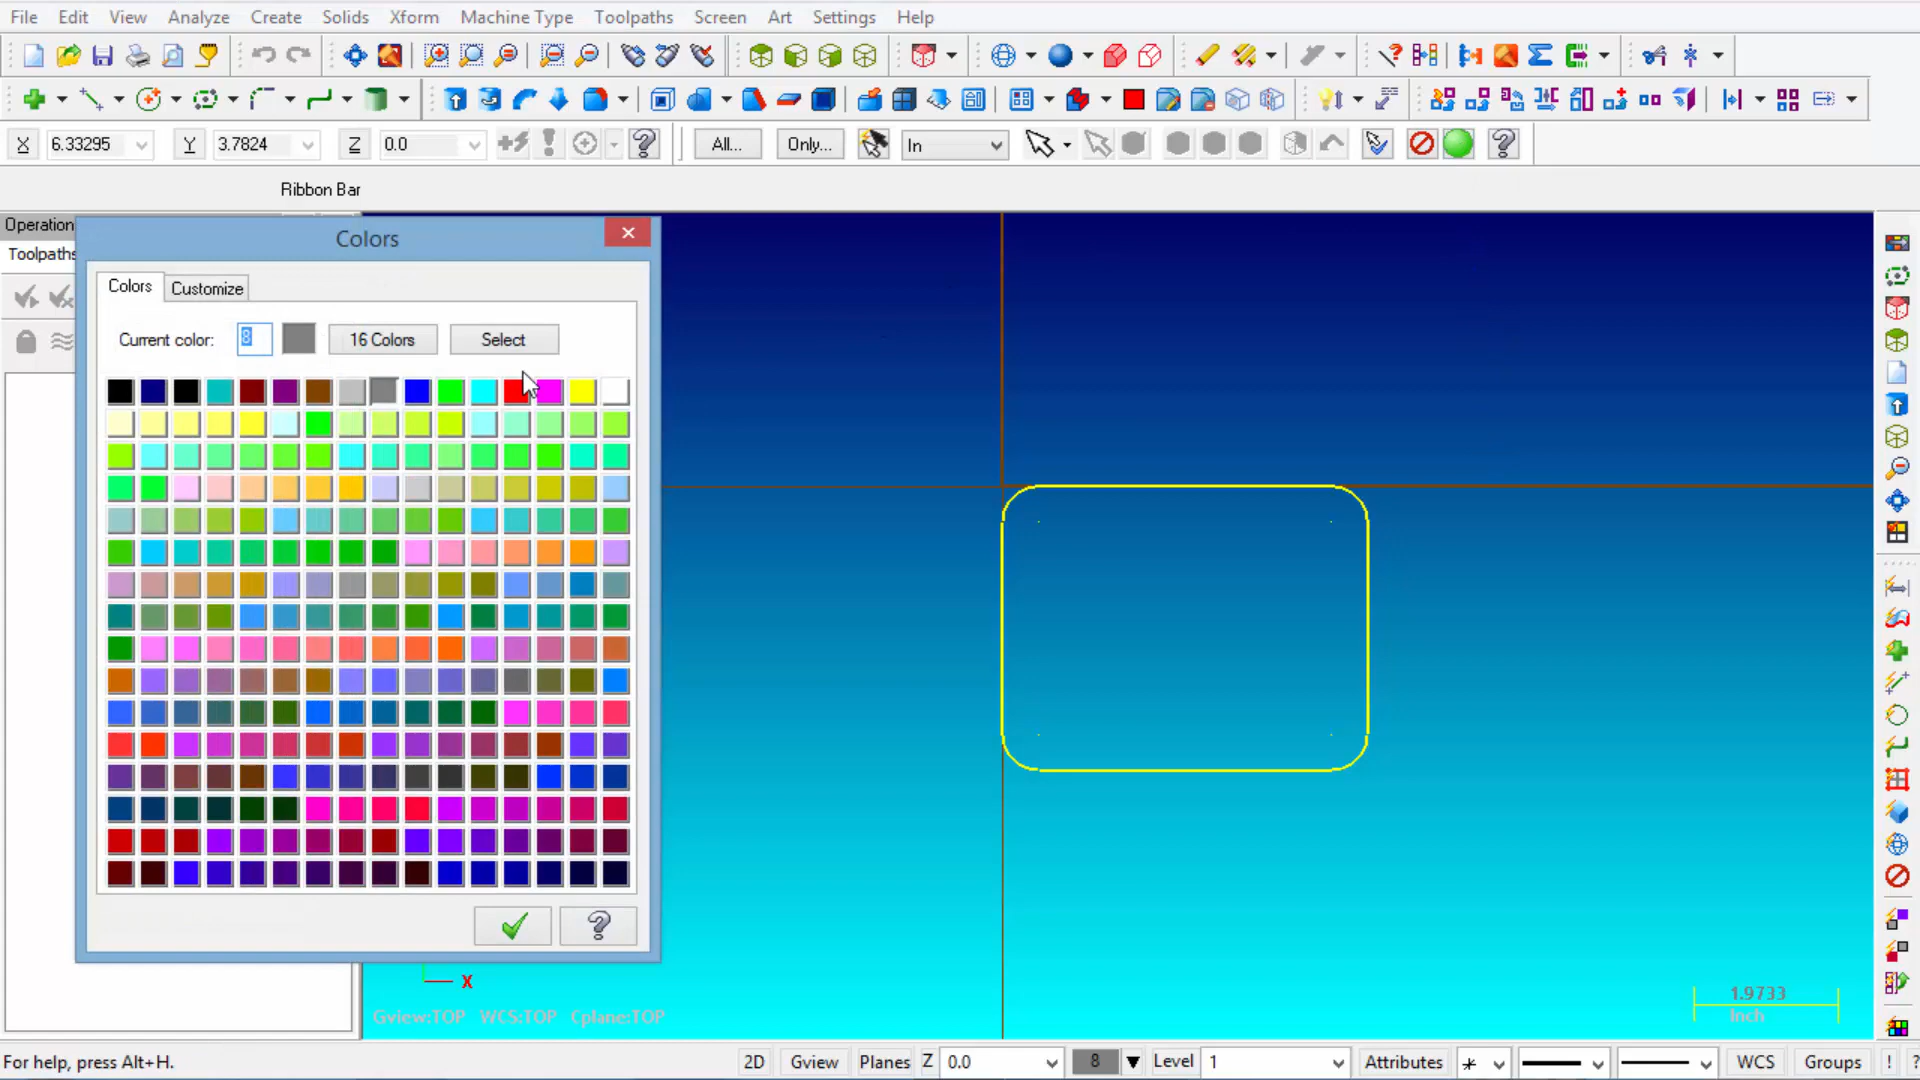 File Edit View Analyze Create Solids Xform Machine Type Toolpaths Screen Art Settings Help
X 6.33295 Y 3.7824 Z 0.0 All... Only... In
Ribbon Bar
Operation
Toolpaths
Colors
Colors Customize
Current color: 8 16 Colors Select
X
Gview:TOP WCS:TOP Cplane:TOP
1.9733
Inch
For help, press Alt+H. 2D Gview Planes Z 0.0 8 Level 1 Attributes WCS Groups ! ?